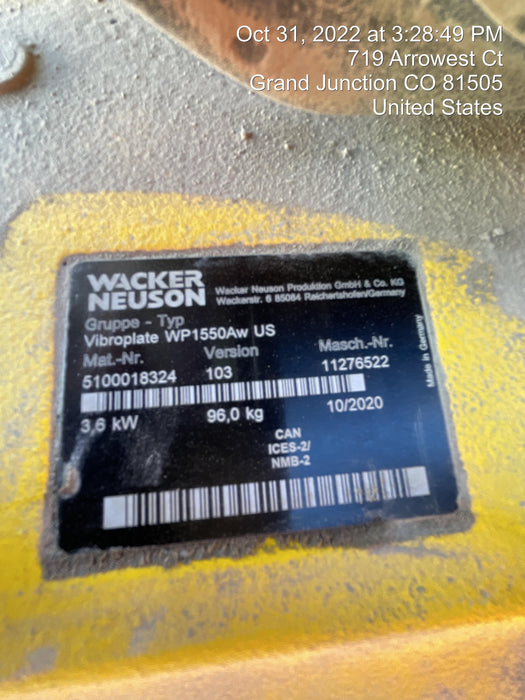 Oct 31, 2022 at 3:28:49 PM
719 Arrowest Ct
Grand Junction CO 81505
United States
WACKER
NEUSON
Wacker Neuson Produktion GmbH & Co. KG
Wackerstr. 6 85084 Reichertshofen/Germany
Gruppe - Typ
Vibroplate WP1550Aw US
Mat.-Nr. Version Masch.-Nr.
5100018324 103 11276522
3,6 kW 96,0 kg 10/2020
CAN
ICES-2/
NMB-2
Made in Germany